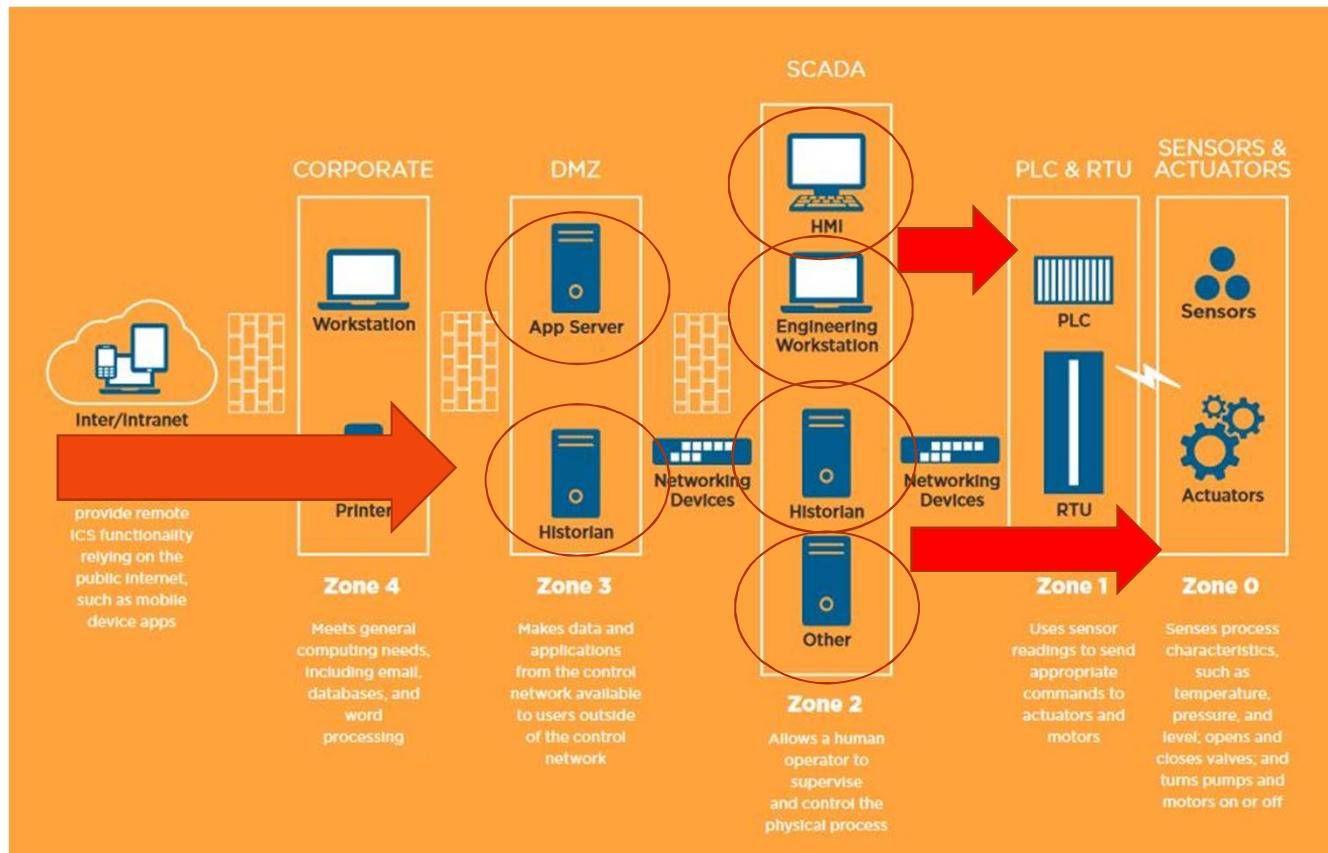 Inter/Intranet
provide remote
ICS functionality
relying on the
public internet,
such as mobile
device apps
CORPORATE
Workstation
Printer
Zone 4
Meets general
computing needs,
including email,
databases, and
word
processing
DMZ
App Server
Historian
Zone 3
Makes data and
applications
from the control
network available
to users outside
of the control
network
Networking
Devices
SCADA
HMI
Engineering
Workstation
Historian
Other
Zone 2
Allows a human
operator to
supervise
and control the
physical process
Networking
Devices
PLC & RTU
PLC
RTU
Zone 1
Uses sensor
readings to send
appropriate
commands to
actuators and
motors
SENSORS &
ACTUATORS
Sensors
Actuators
Zone 0
Senses process
characteristics,
such as
temperature,
pressure, and
level; opens and
closes valves; and
turns pumps and
motors on or off